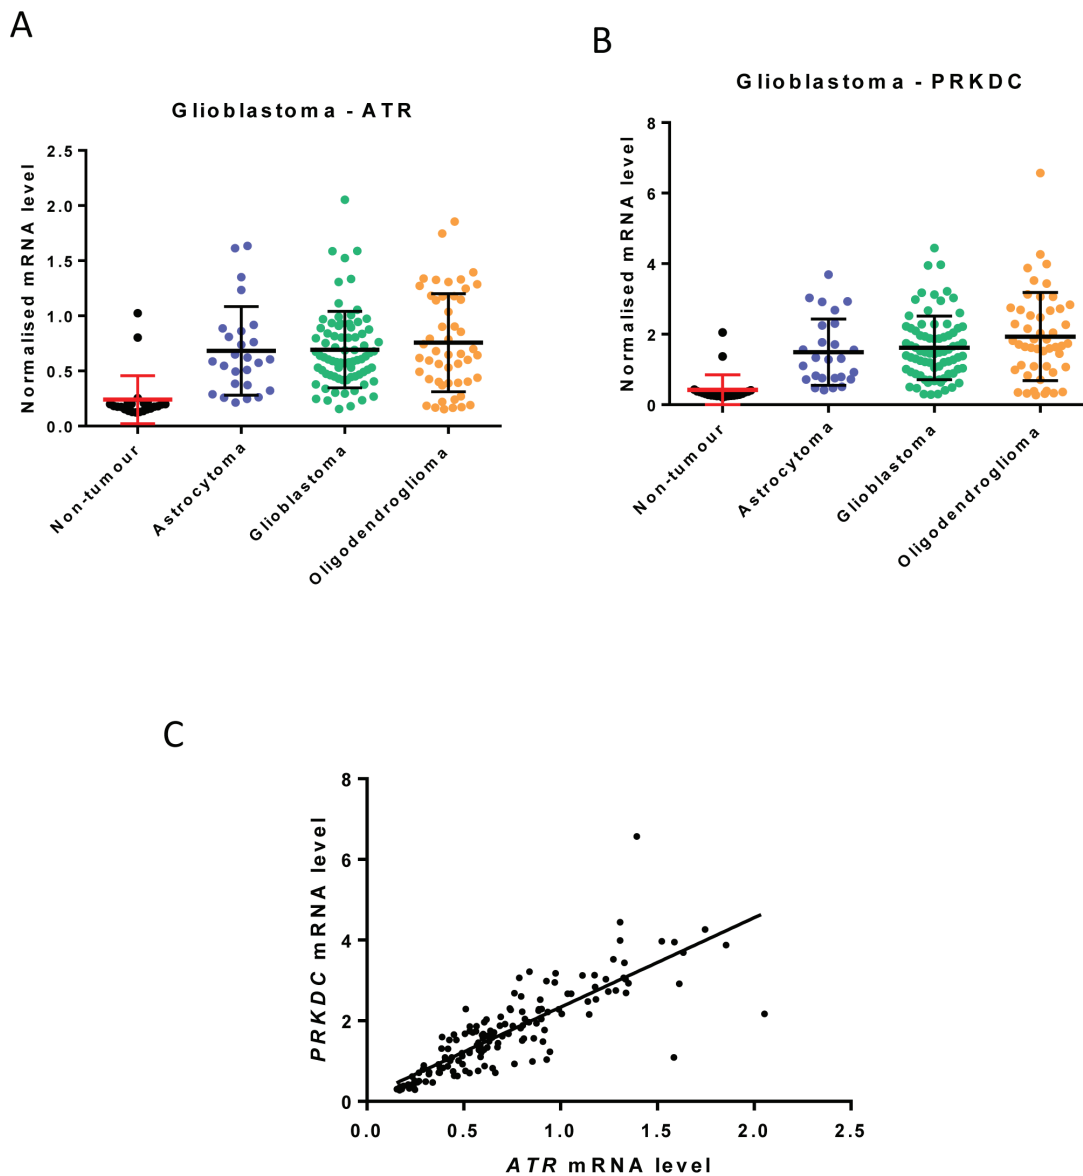 A
Glioblastoma - ATR
Normalised mRNA level
2.5
2.0
1.5
1.0
0.5
0.0
Non-tumour
Astrocytoma
Glioblastoma
Oligodendroglioma
B
Glioblastoma - PRKDC
Normalised mRNA level
8
6
4
2
0
Non-tumour
Astrocytoma
Glioblastoma
Oligodendroglioma
C
PRKDC mRNA level
8
6
4
2
0
0.0 0.5 1.0 1.5 2.0 2.5
ATR mRNA level